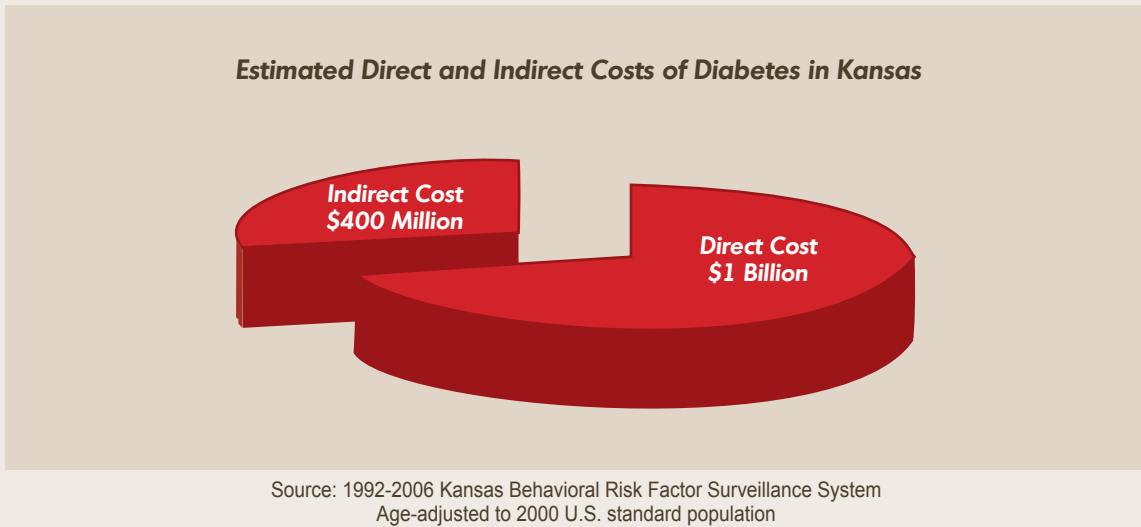 Estimated Direct and Indirect Costs of Diabetes in Kansas
Indirect Cost
$400 Million
Direct Cost
$1 Billion
Source: 1992-2006 Kansas Behavioral Risk Factor Surveillance System
Age-adjusted to 2000 U.S. standard population